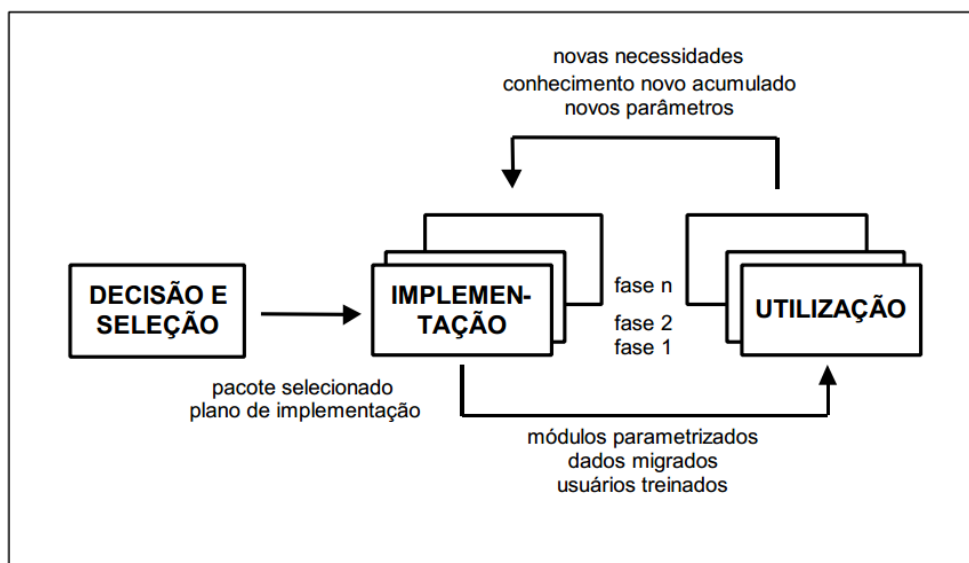 novas necessidades
conhecimento novo acumulado
novos parâmetros
DECISÃO E
SELEÇÃO
IMPLEMEN-
TAÇÃO
fase n
fase 2
fase 1
UTILIZAÇÃO
pacote selecionado
plano de implementação
módulos parametrizados
dados migrados
usuários treinados